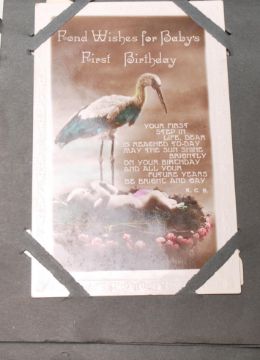 Fond Wishes for Baby's
First Birthday
YOUR FIRST
STEP IN
LIFE, DEAR
IS REACHED TO-DAY
MAY THE SUN SHINE
BRIGHTLY
ON YOUR BIRTHDAY
AND ALL YOUR
FUTURE YEARS
BE BRIGHT AND GAY.